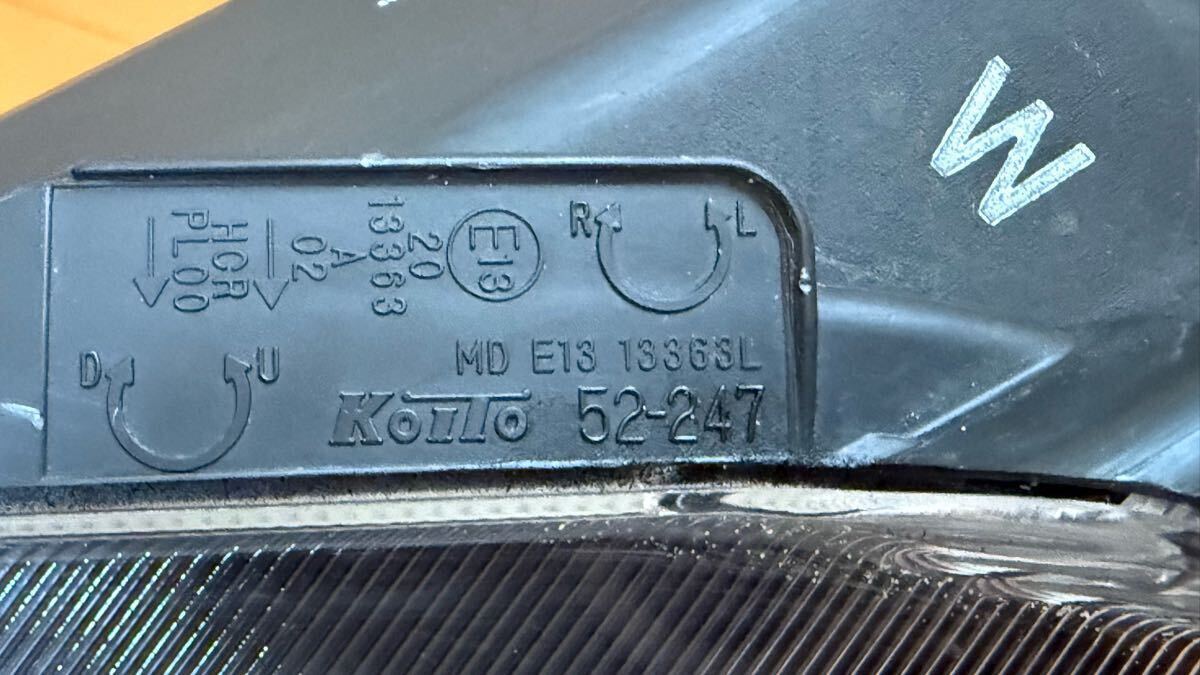 W
HCR
PL00
02
A
13363
20
E13
R L
D U
MD E13 13363L
KOITO 52-247